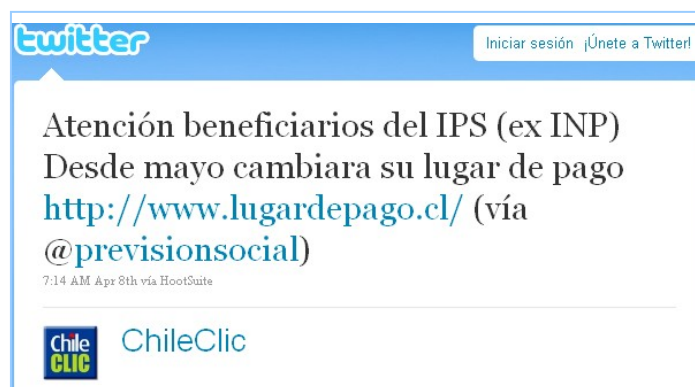 twitter
Iniciar sesión ¡Únete a Twitter!
Atención beneficiarios del IPS (ex INP)
Desde mayo cambiara su lugar de pago
http://www.lugardepago.cl/ (vía
@previsionsocial)
7:14 AM Apr 8th vía HootSuite
Chile
CLIC
ChileClic